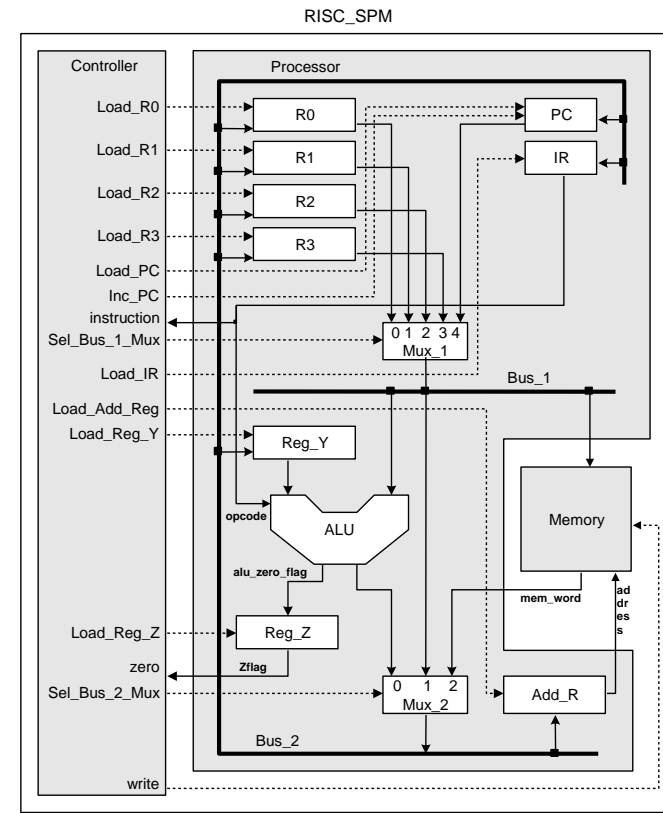 RISC_SPM
Controller
Processor
Load_R0
R0
PC
Load_R1
R1
IR
Load_R2
R2
Load_R3
R3
Load_PC
Inc_PC
instruction
0 1 2 3 4
Sel_Bus_1_Mux
Mux_1
Load_IR
Bus_1
Load_Add_Reg
Load_Reg_Y
Reg_Y
opcode
ALU
Memory
alu_zero_flag
mem_word
ad
dr
es
s
Load_Reg_Z
Reg_Z
zero
Zflag
Sel_Bus_2_Mux
0 1 2
Mux_2
Add_R
Bus_2
write